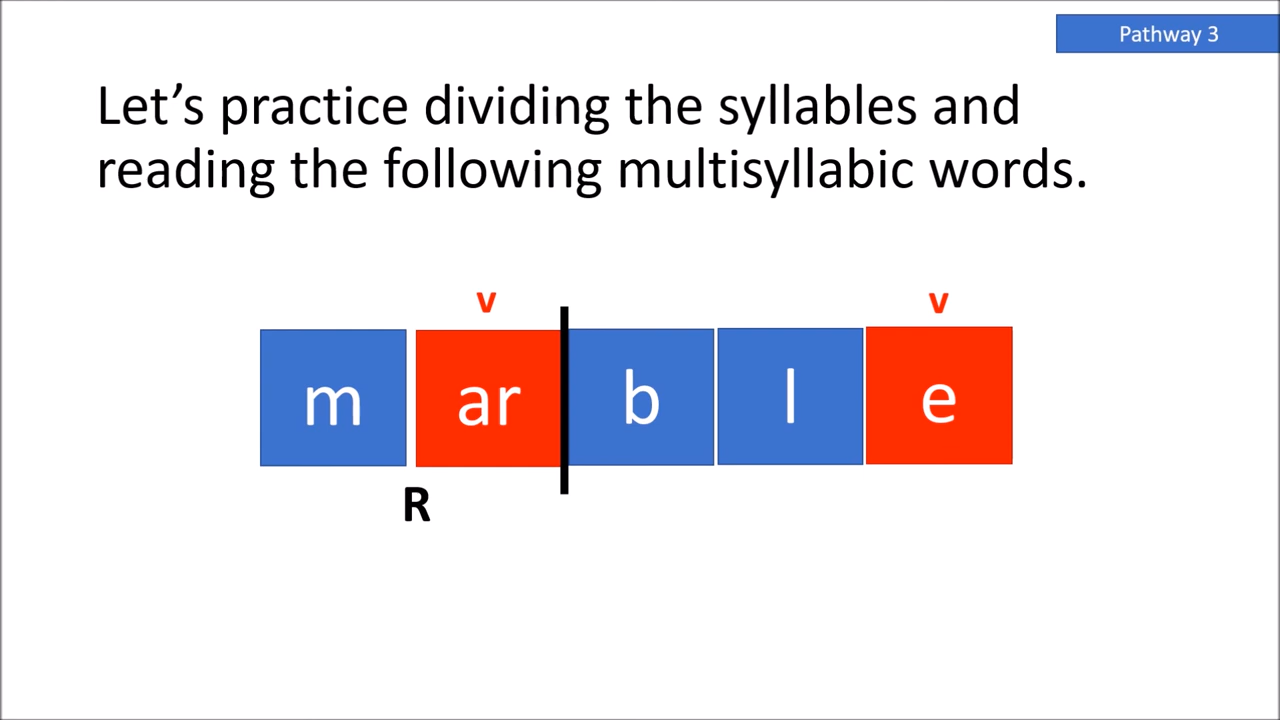 Pathway 3
Let's practice dividing the syllables and
reading the following multisyllabic words.
v v
m ar b l e
R